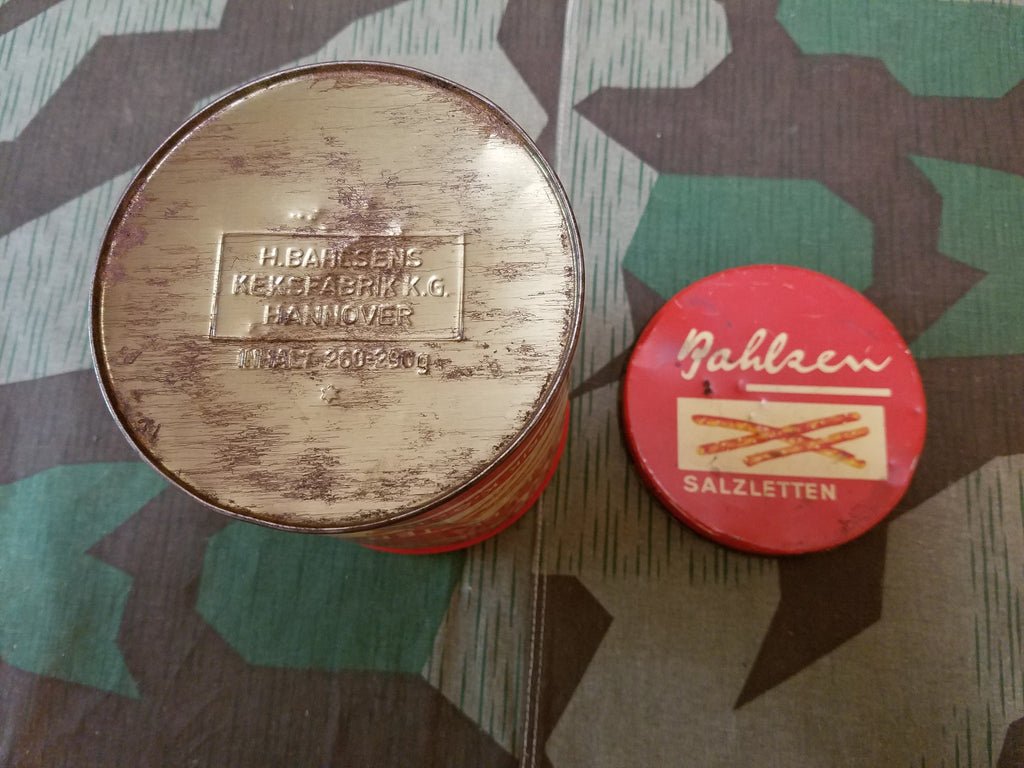 H. BAHLSENS
KEKSFABRIK K.G.
HANNOVER
INHALT 260-290g
Bahlsen
SALZLETTEN